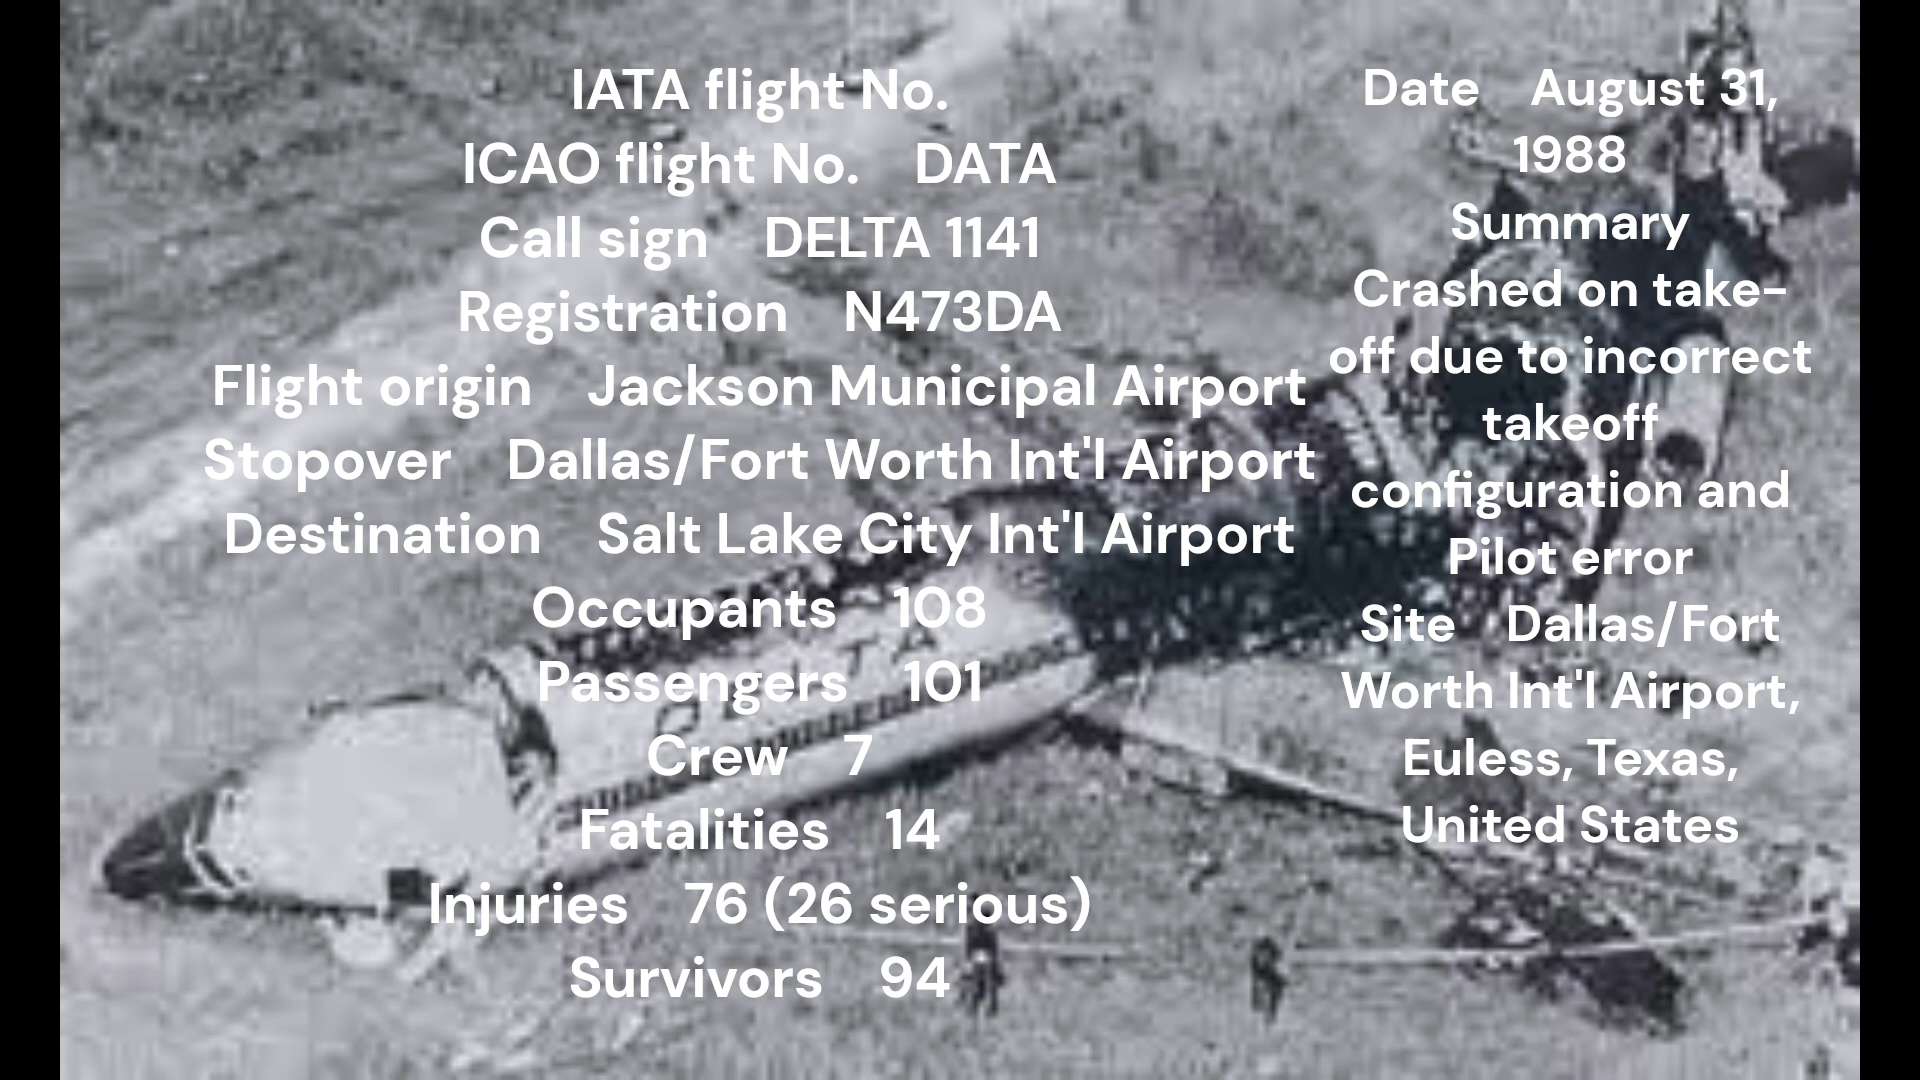 IATA flight No.
ICAO flight No. DATA
Call sign DELTA 1141
Registration N473DA
Flight origin Jackson Municipal Airport
Stopover Dallas/Fort Worth Int'l Airport
Destination Salt Lake City Int'l Airport
Occupants 108
Passengers 101
Crew 7
Fatalities 14
Injuries 76 (26 serious)
Survivors 94
Date August 31,
1988
Summary
Crashed on take-
off due to incorrect
takeoff
configuration and
Pilot error
Site Dallas/Fort
Worth Int'l Airport,
Euless, Texas,
United States
DELTA